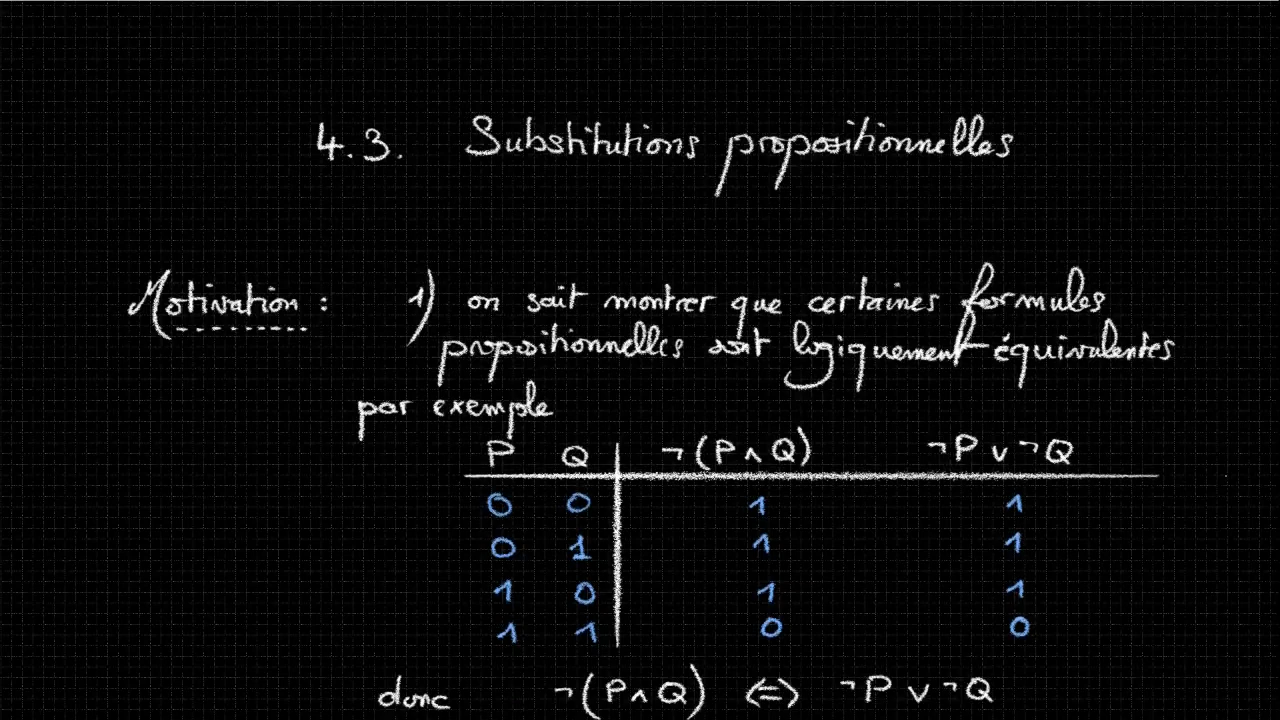 4.3. Substitutions propositionnelles
Motivation : 1) on sait montrer que certaines formules
propositionnelles sont logiquement équivalentes
par exemple
P Q ¬(P∧Q) ¬P∨¬Q
0 0 1 1
0 1 1 1
1 0 1 1
1 1 0 0
donc ¬(P∧Q) ⇔ ¬P∨¬Q